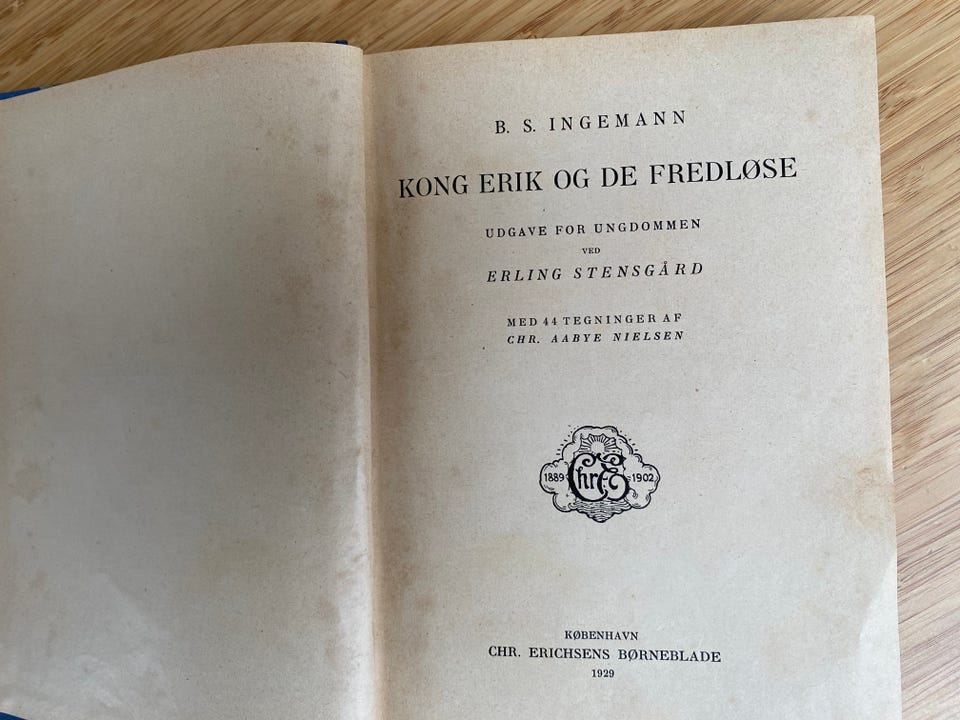 B. S. INGEMANN
KONG ERIK OG DE FREDLØSE
UDGAVE FOR UNGDOMMEN
VED
ERLING STENSGÅRD
MED 44 TEGNINGER AF
CHR. AABYE NIELSEN
1889 Chr. E. 1902
KØBENHAVN
CHR. ERICHSENS BØRNEBLADE
1929